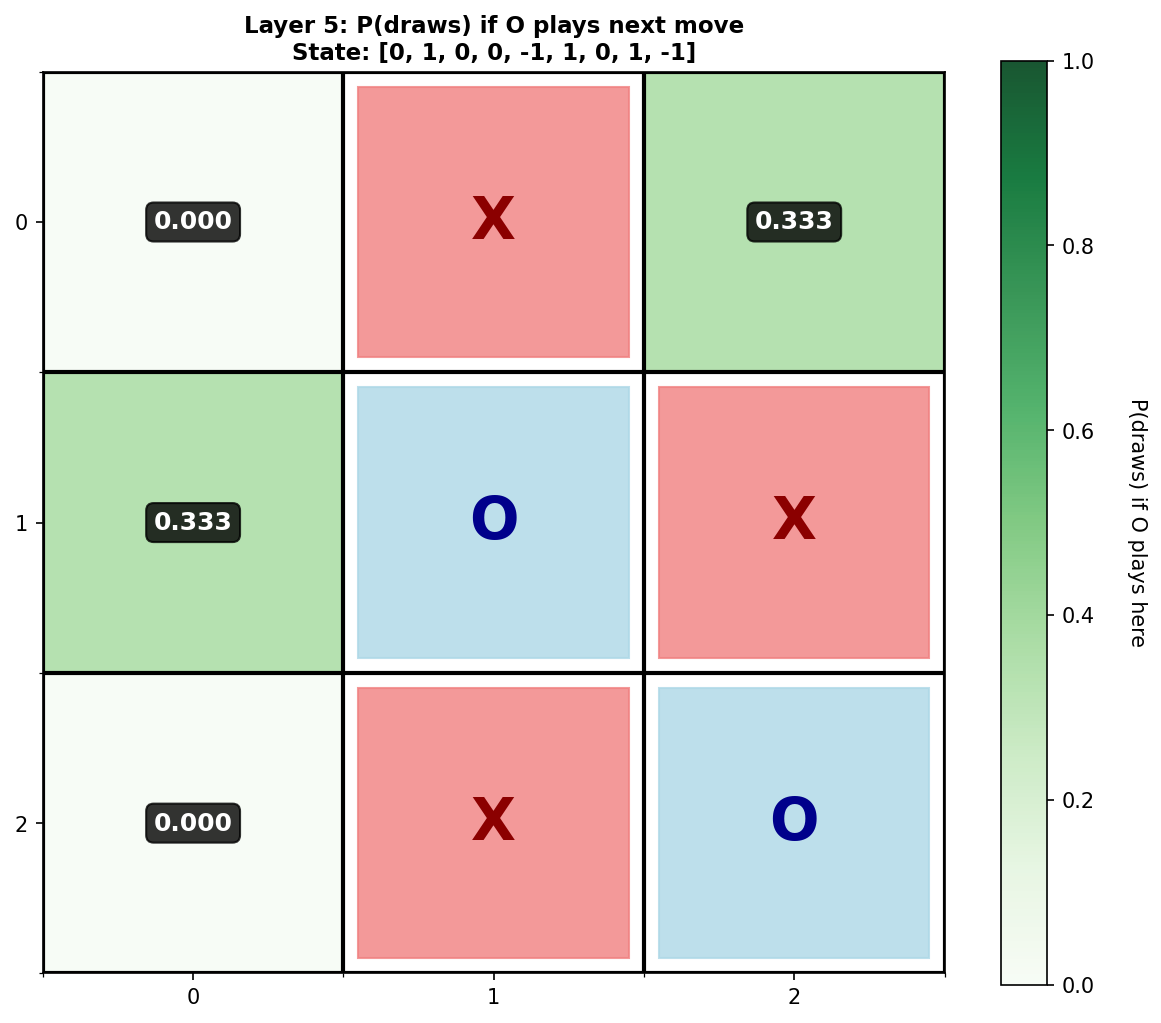 Layer 5: P(draws) if O plays next move
State: [0, 1, 0, 0, -1, 1, 0, 1, -1]
0.000
X
0.333
0
0.333
O
X
1
0.000
X
O
2
0
1
2
1.0
0.8
0.6
0.4
0.2
0.0
P(draws) if O plays here